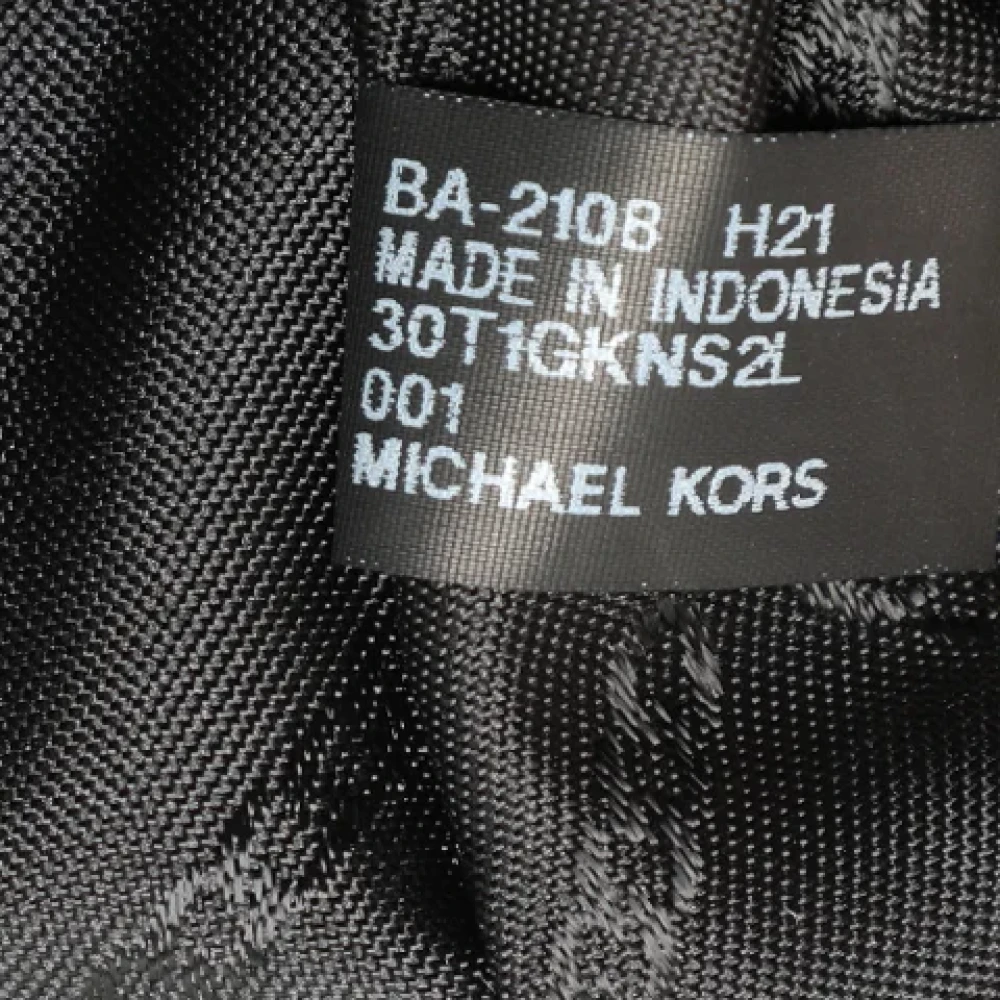 BA-210B H21
MADE IN INDONESIA
30T1GKNS2L
001
MICHAEL KORS